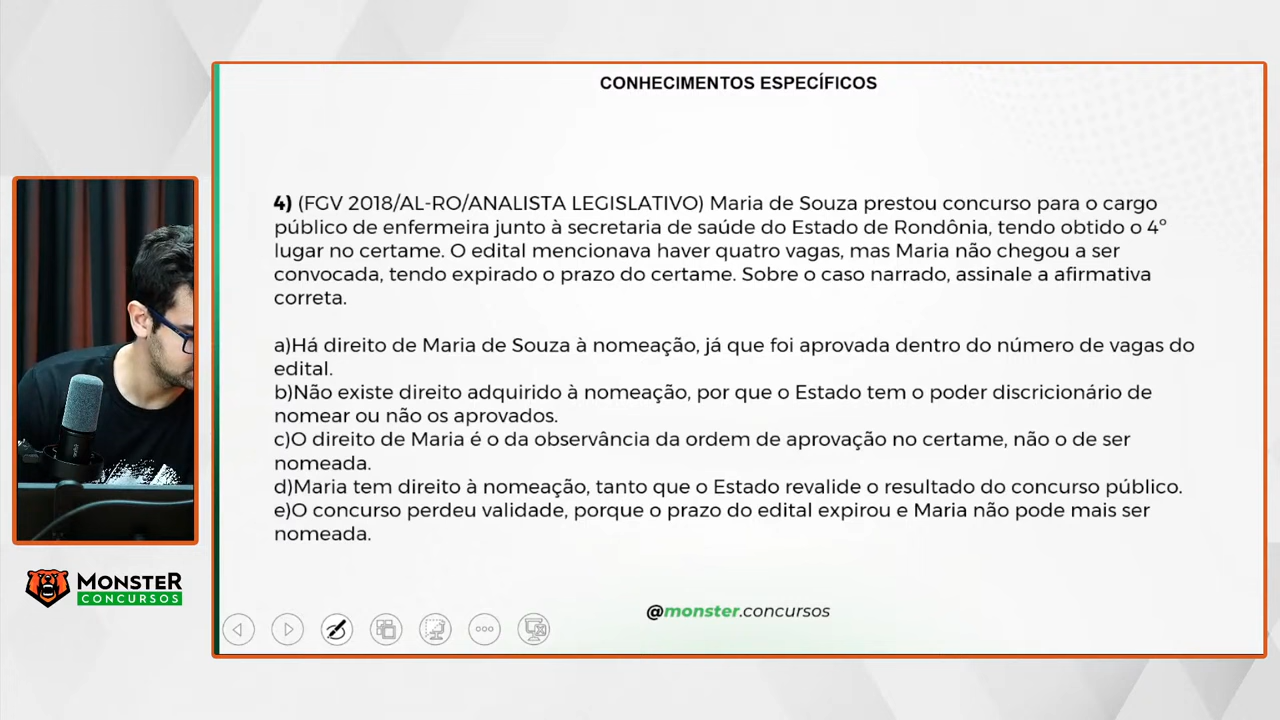 CONHECIMENTOS ESPECÍFICOS
4) (FGV 2018/AL-RO/ANALISTA LEGISLATIVO) Maria de Souza prestou concurso para o cargo
público de enfermeira junto à secretaria de saúde do Estado de Rondônia, tendo obtido o 4º
lugar no certame. O edital mencionava haver quatro vagas, mas Maria não chegou a ser
convocada, tendo expirado o prazo do certame. Sobre o caso narrado, assinale a afirmativa
correta.
a)Há direito de Maria de Souza à nomeação, já que foi aprovada dentro do número de vagas do
edital.
b)Não existe direito adquirido à nomeação, por que o Estado tem o poder discricionário de
nomear ou não os aprovados.
c)O direito de Maria é o da observância da ordem de aprovação no certame, não o de ser
nomeada.
d)Maria tem direito à nomeação, tanto que o Estado revalide o resultado do concurso público.
e)O concurso perdeu validade, porque o prazo do edital expirou e Maria não pode mais ser
nomeada.
MONSTER
CONCURSOS
@monster.concursos